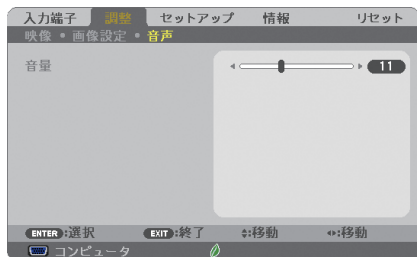 入力端子 調整 セットアップ 情報 リセット
映像 • 画像設定 • 音声
音量 11
ENTER:選択 EXIT:終了 :移動 :移動
コンピュータ